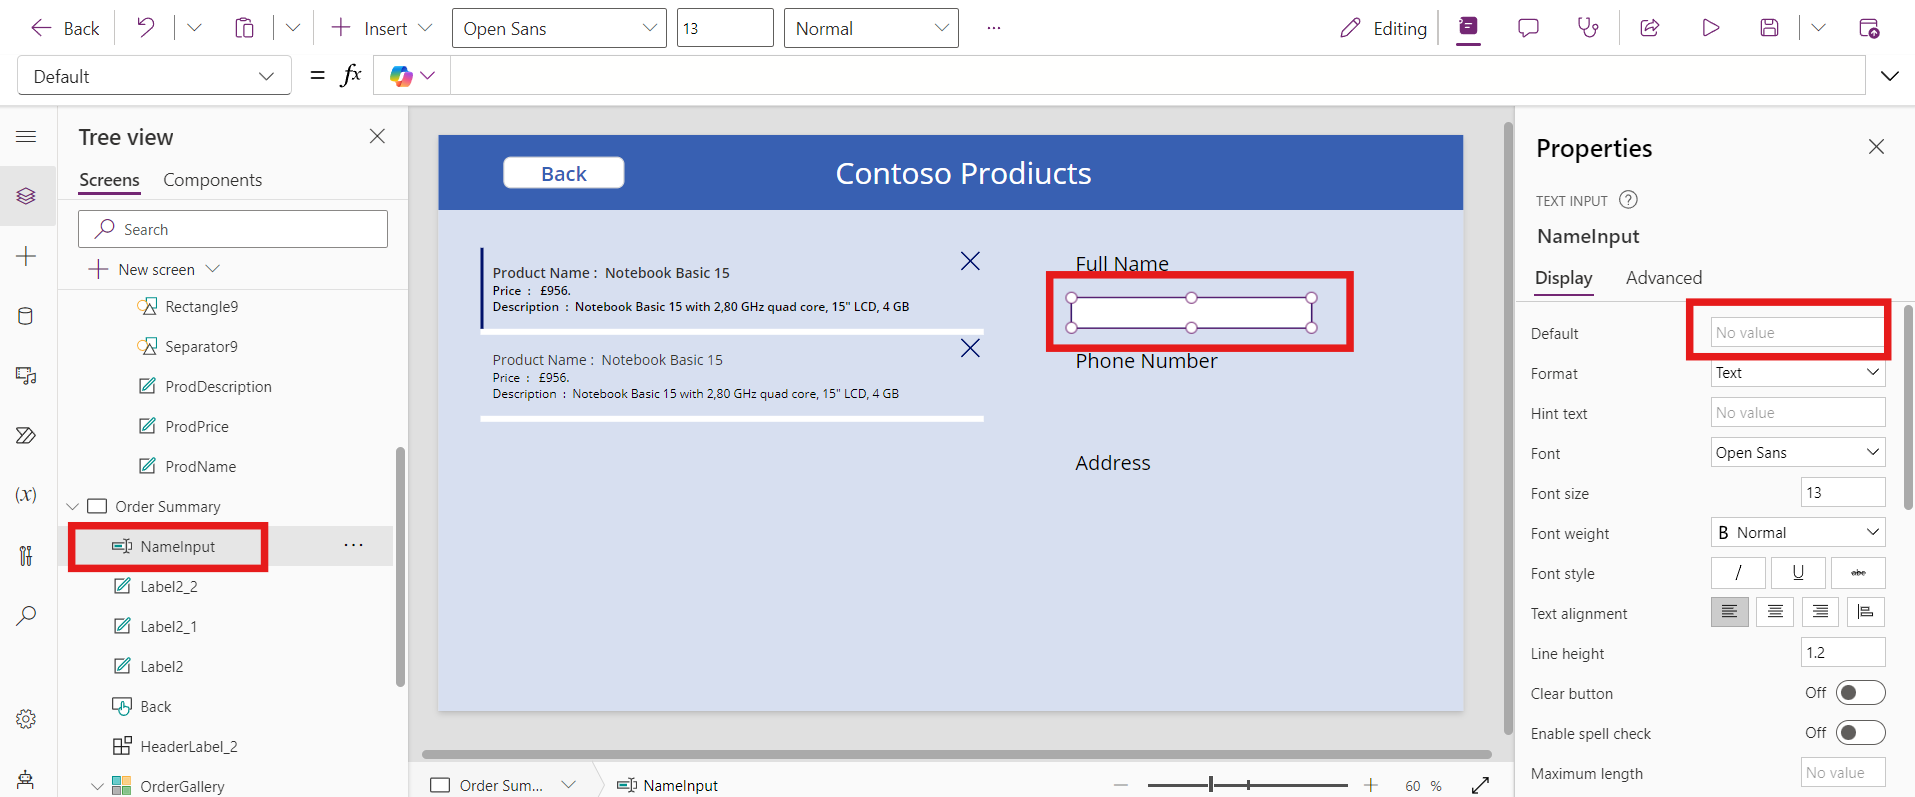 Back
Insert
Open Sans
13
Normal
...
Editing
Default
=
fx
Tree view
Screens
Components
Search
New screen
Rectangle9
Separator9
ProdDescription
ProdPrice
ProdName
Order Summary
NameInput
...
Label2_2
Label2_1
Label2
Back
HeaderLabel_2
OrderGallery
(x)
Back
Contoso Prodiucts
Product Name :  Notebook Basic 15
Price  :  £956.
Description  :  Notebook Basic 15 with 2,80 GHz quad core, 15" LCD, 4 GB
Product Name :  Notebook Basic 15
Price  :  £956.
Description  :  Notebook Basic 15 with 2,80 GHz quad core, 15" LCD, 4 GB
Full Name
Phone Number
Address
Order Sum...
NameInput
60 %
Properties
TEXT INPUT ?
NameInput
Display
Advanced
Default No value
Format Text
Hint text No value
Font Open Sans
Font size 13
Font weight B Normal
Font style / U abc
Text alignment
Line height 1.2
Clear button Off
Enable spell check Off
Maximum length No value